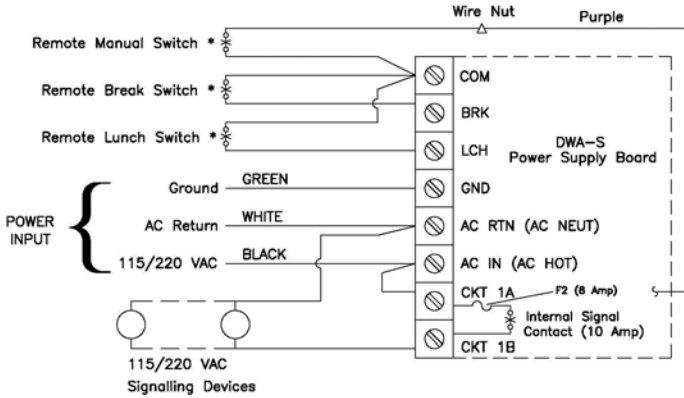 Wire Nut
Purple
Remote Manual Switch *
Remote Break Switch *
Remote Lunch Switch *
COM
BRK
LCH
GND
AC RTN (AC NEUT)
AC IN (AC HOT)
CKT 1A
CKT 1B
DWA-S
Power Supply Board
F2 (8 Amp)
Internal Signal
Contact (10 Amp)
POWER
INPUT
Ground
GREEN
AC Return
WHITE
115/220 VAC
BLACK
115/220 VAC
Signalling Devices